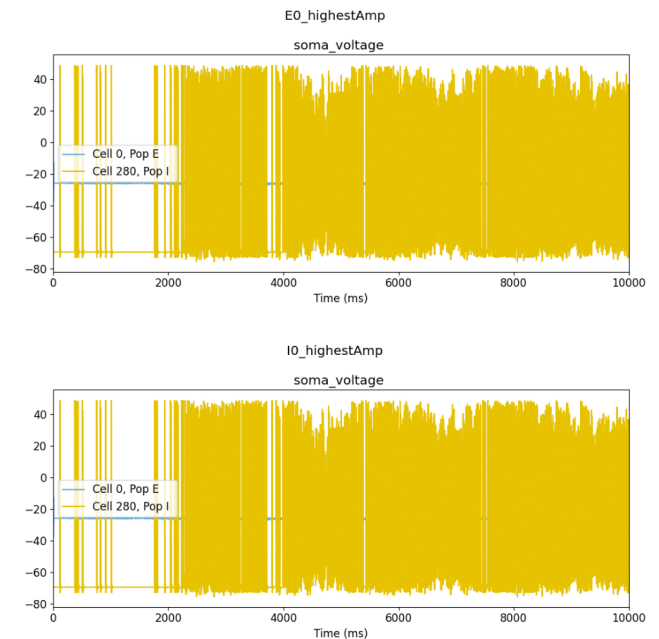 E0_highestAmp
soma_voltage
40
20
0
−20
−40
−60
−80
Cell 0, Pop E
Cell 280, Pop I
0
2000
4000
6000
8000
10000
Time (ms)
I0_highestAmp
soma_voltage
40
20
0
−20
−40
−60
−80
Cell 0, Pop E
Cell 280, Pop I
0
2000
4000
6000
8000
10000
Time (ms)